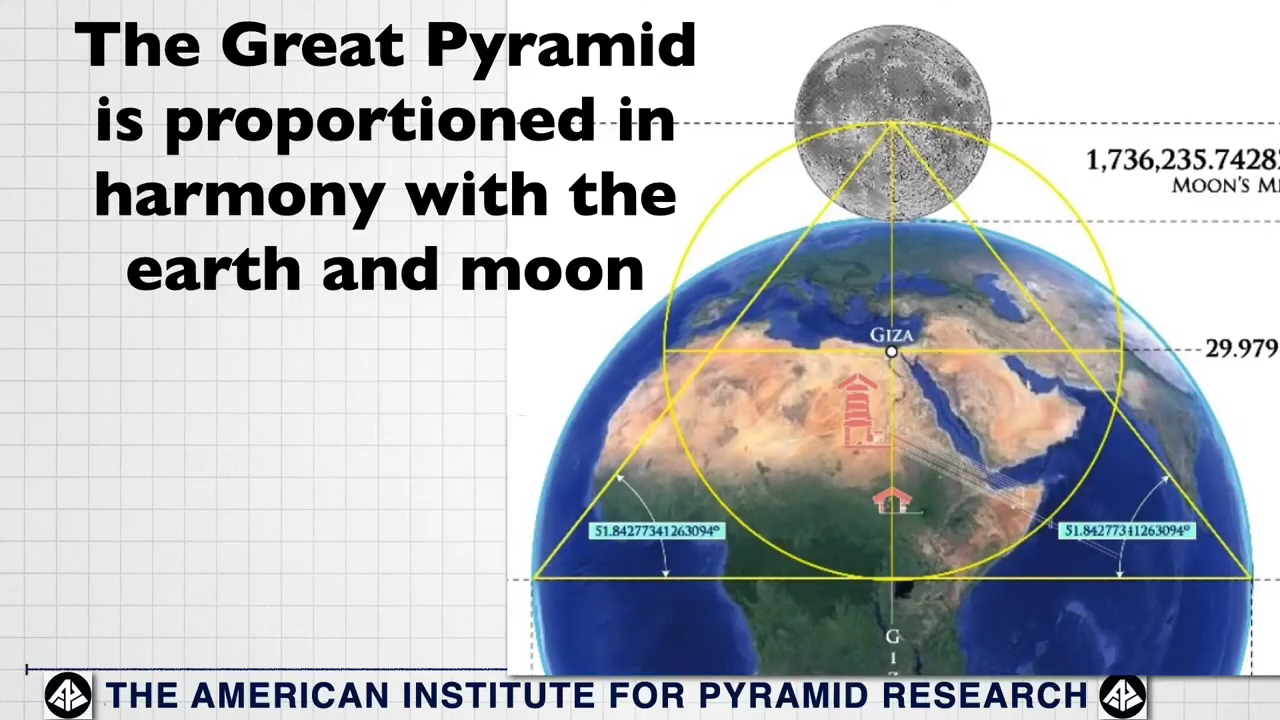 The Great Pyramid
is proportioned in
harmony with the
earth and moon
1,736,235.7428
MOON'S
GIZA
29.979
51.84277341263094°
51.84277341263094°
G
I
THE AMERICAN INSTITUTE FOR PYRAMID RESEARCH